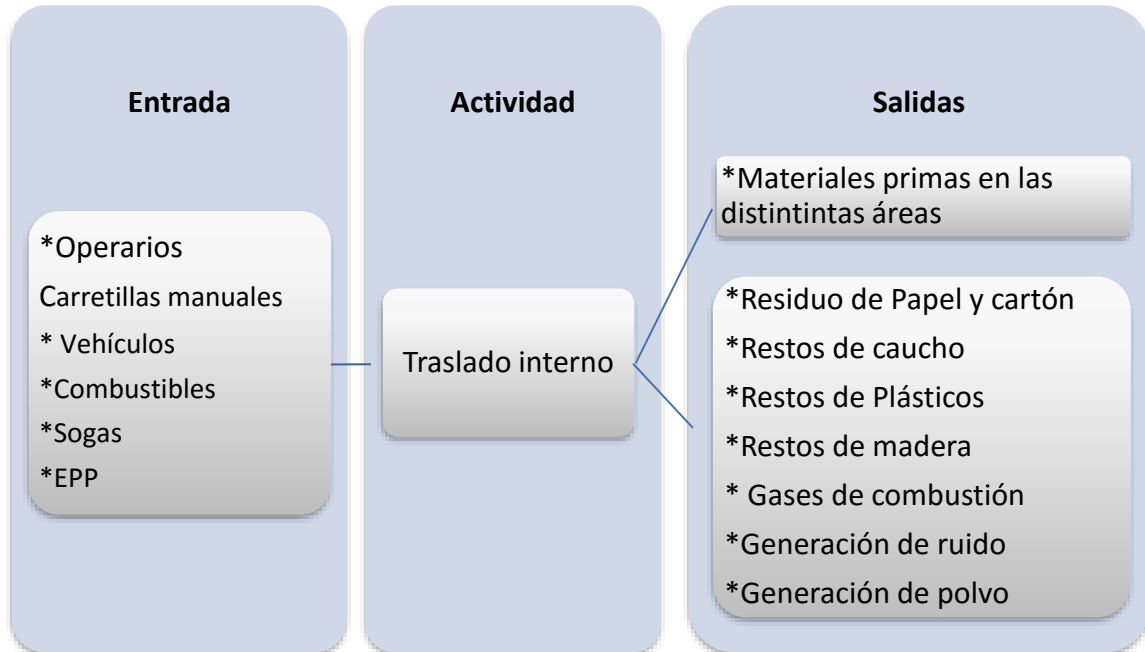 Entrada
*Operarios
Carretillas manuales
* Vehículos
*Combustibles
*Sogas
*EPP
Actividad
Traslado interno
Salidas
*Materiales primas en las
distintintas áreas
*Residuo de Papel y cartón
*Restos de caucho
*Restos de Plásticos
*Restos de madera
* Gases de combustión
*Generación de ruido
*Generación de polvo